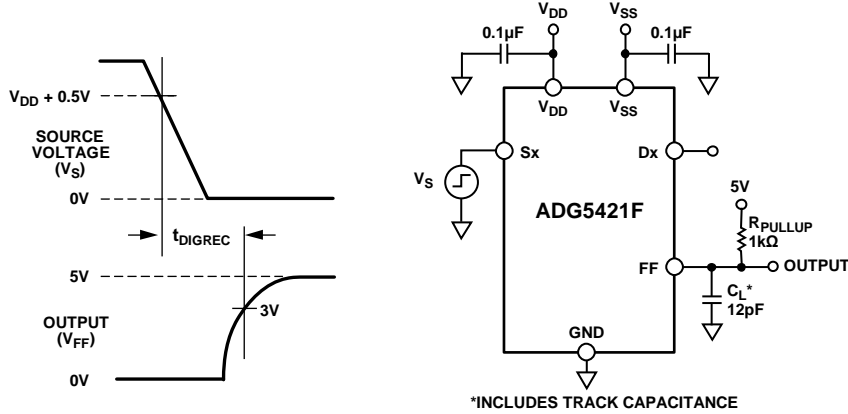 V_DD + 0.5V
SOURCE
VOLTAGE
(V_S)
0V
t_DIGREC
5V
OUTPUT
(V_FF)
3V
0V
V_DD
V_SS
0.1µF
0.1µF
V_DD
V_SS
Sx
Dx
V_S
ADG5421F
5V
R_PULLUP
1kΩ
FF
OUTPUT
C_L*
12pF
GND
*INCLUDES TRACK CAPACITANCE